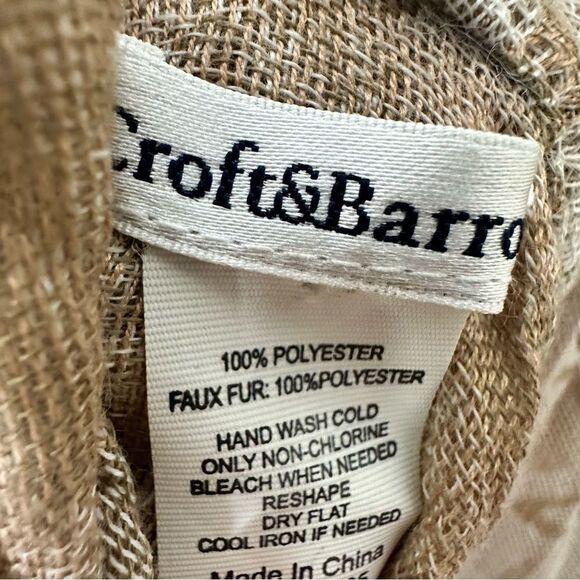 Croft&Barro
100% POLYESTER
FAUX FUR: 100%POLYESTER
HAND WASH COLD
ONLY NON-CHLORINE
BLEACH WHEN NEEDED
RESHAPE
DRY FLAT
COOL IRON IF NEEDED
Made In China